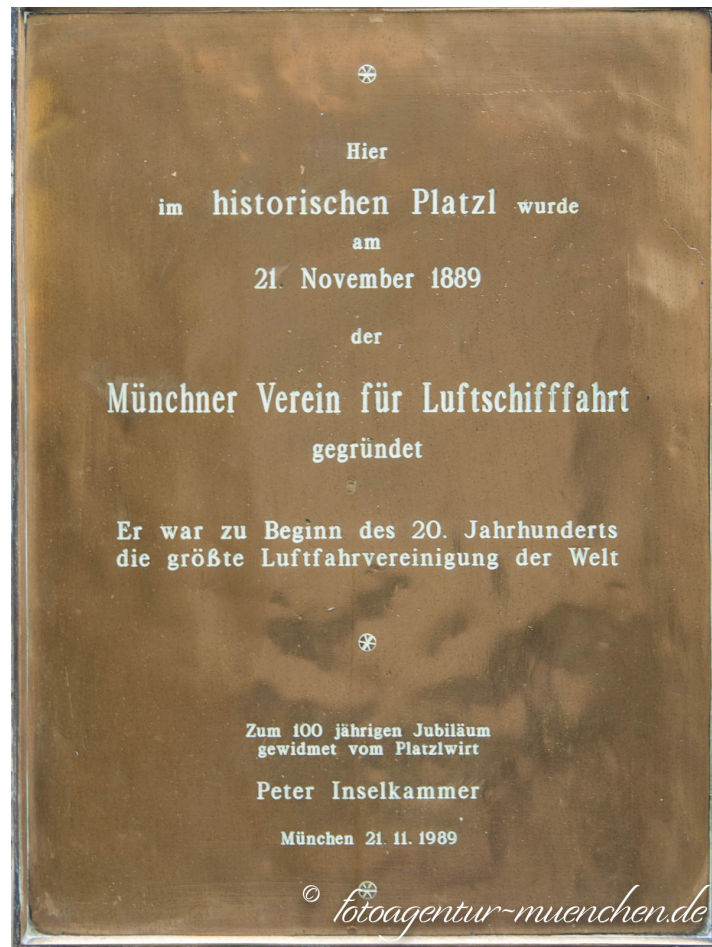 Hier
im historischen Platzl wurde
am
21. November 1889
der
Münchner Verein für Luftschifffahrt
gegründet
Er war zu Beginn des 20. Jahrhunderts
die größte Luftfahrvereinigung der Welt
Zum 100 jährigen Jubiläum
gewidmet vom Platzlwirt
Peter Inselkammer
München 21. 11. 1989
© fotoagentur-muenchen.de